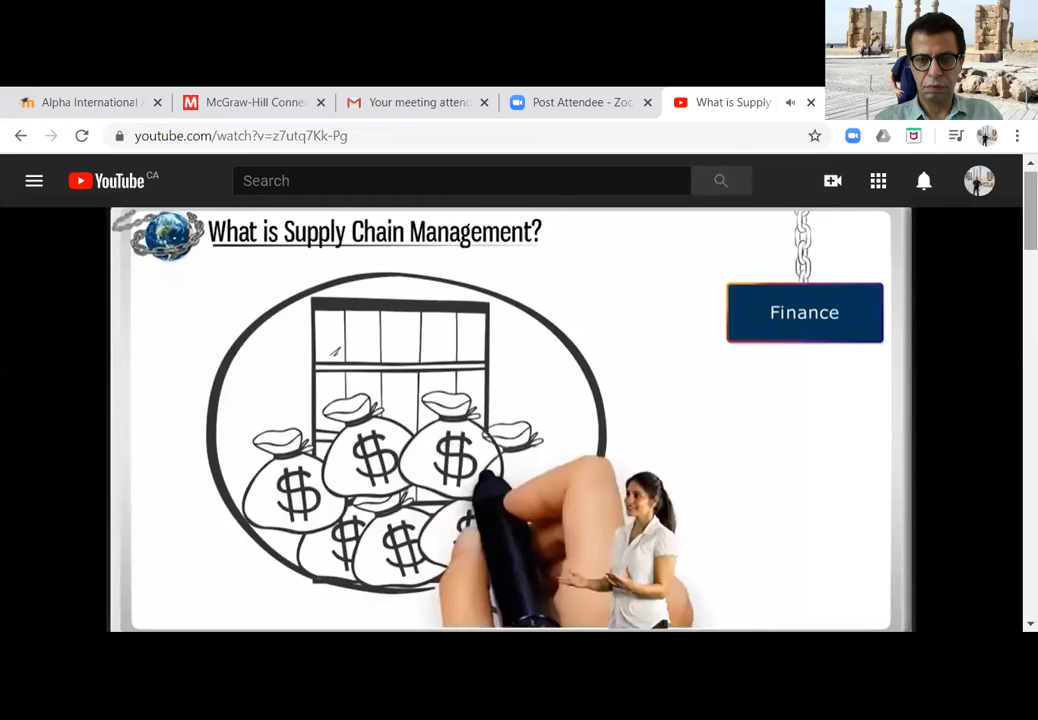 Alpha International A
McGraw-Hill Conne
Your meeting attend
Post Attendee - Zoo
What is Supply
youtube.com/watch?v=z7utq7Kk-Pg
YouTube CA
Search
What is Supply Chain Management?
Finance
$ $ $
$ $ $